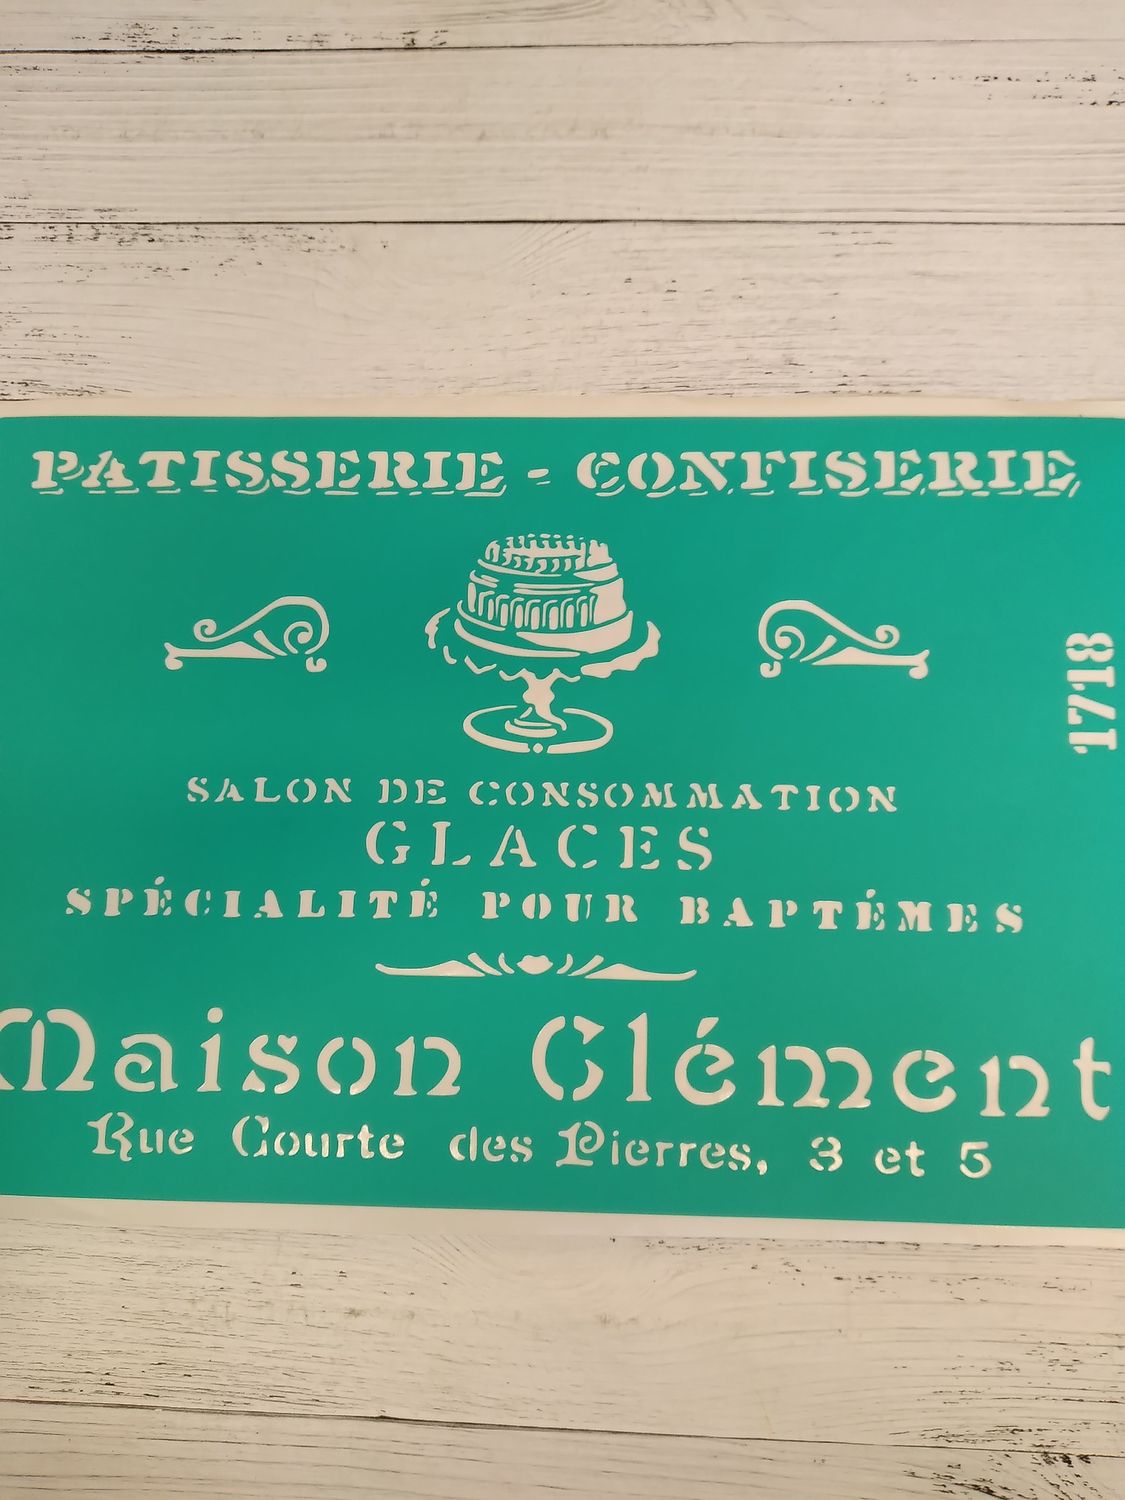 PATISSERIE - CONFISERIE
1718
SALON DE CONSOMMATION
GLACES
SPÉCIALITÉ POUR BAPTÉMES
Maison Clément
Rue Courte des Pierres, 3 et 5